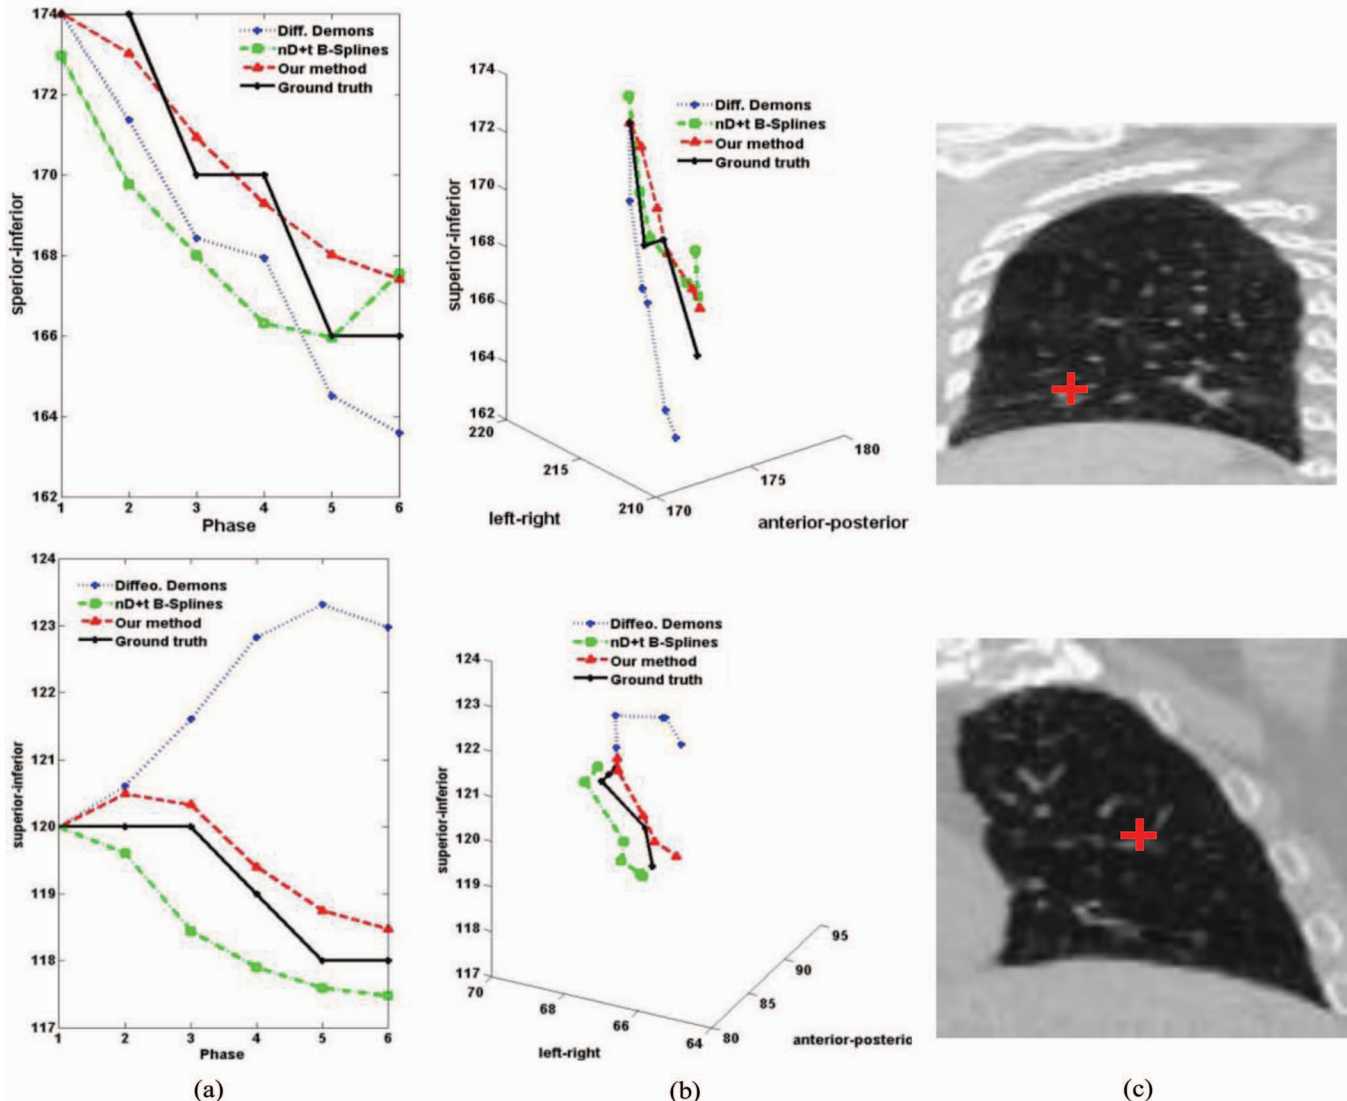 174
172
170
168
166
164
162
sperior-inferior
Diff. Demons
nD+t B-Splines
Our method
Ground truth
1 2 3 4 5 6
Phase
174
172
170
168
166
164
162
superior-inferior
Diff. Demons
nD+t B-Splines
Our method
Ground truth
220
215
210
left-right
170
175
180
anterior-posterior
124
123
122
121
120
119
118
117
superior-inferior
Diffeo. Demons
nD+t B-Splines
Our method
Ground truth
1 2 3 4 5 6
Phase
Diffeo. Demons
nD+t B-Splines
Our method
Ground truth
124
123
122
121
120
119
118
117
superior-inferior
70
68
66
64
left-right
80
85
90
95
anterior-posterio
(a) (b) (c)